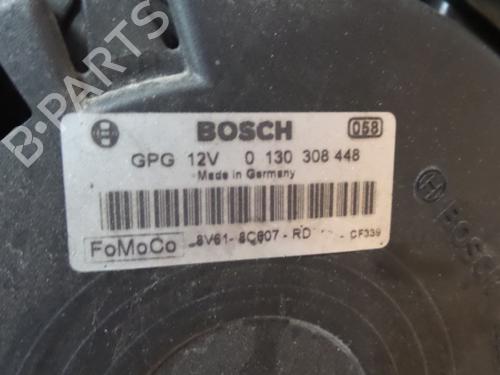 BOSCH 058
GPG 12V 0 130 308 448
Made in Germany
FoMoCo 8V61-8C607-RD CF339
BOSCH
B-PARTS